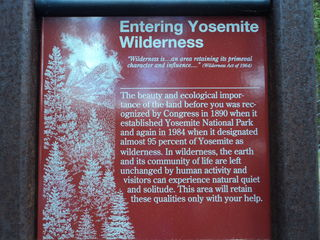 Entering Yosemite
Wilderness
"Wilderness is...an area retaining its primeval
character and influence...." (Wilderness Act of 1964)
The beauty and ecological impor-
tance of the land before you was rec-
ognized by Congress in 1890 when it
established Yosemite National Park
and again in 1984 when it designated
almost 95 percent of Yosemite as
wilderness. In wilderness, the earth
and its community of life are left
unchanged by human activity and
visitors can experience natural quiet
and solitude. This area will retain
these qualities only with your help.